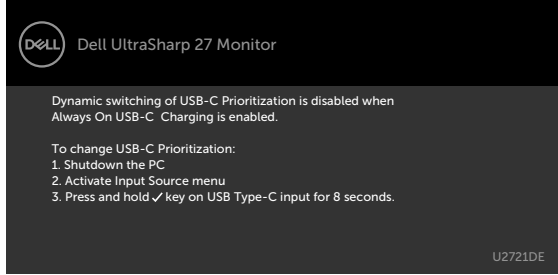 DELL
Dell UltraSharp 27 Monitor
Dynamic switching of USB-C Prioritization is disabled when
Always On USB-C Charging is enabled.
To change USB-C Prioritization:
1. Shutdown the PC
2. Activate Input Source menu
3. Press and hold ✓ key on USB Type-C input for 8 seconds.
U2721DE